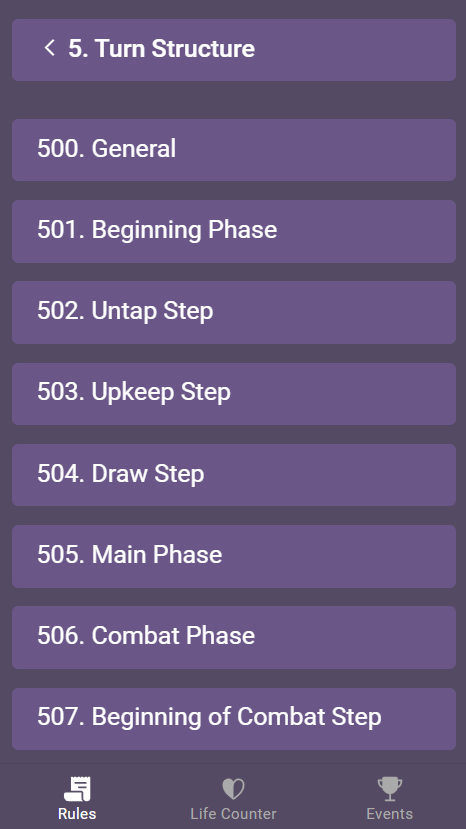 5. Turn Structure
500. General
501. Beginning Phase
502. Untap Step
503. Upkeep Step
504. Draw Step
505. Main Phase
506. Combat Phase
507. Beginning of Combat Step
Rules Life Counter Events